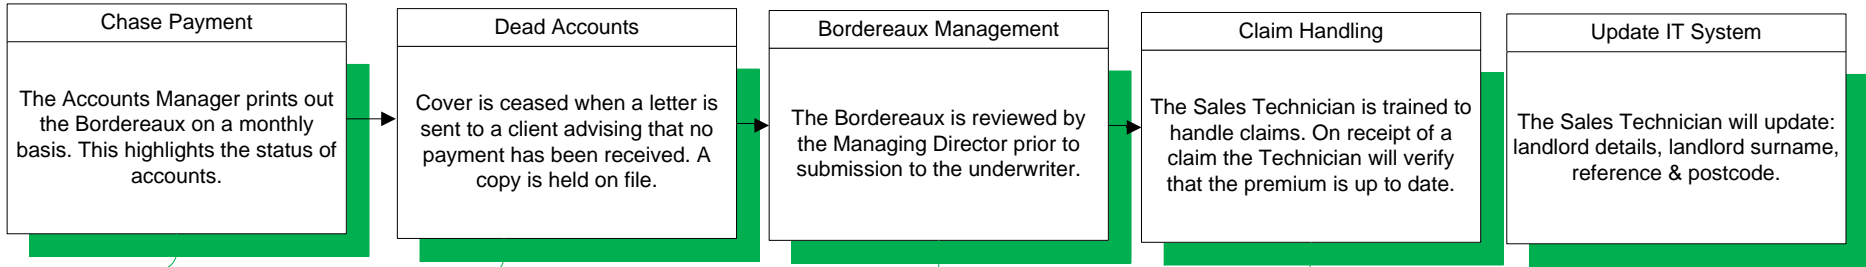 Chase Payment
The Accounts Manager prints out
the Bordereaux on a monthly
basis. This highlights the status of
accounts.
Dead Accounts
Cover is ceased when a letter is
sent to a client advising that no
payment has been received. A
copy is held on file.
Bordereaux Management
The Bordereaux is reviewed by
the Managing Director prior to
submission to the underwriter.
Claim Handling
The Sales Technician is trained to
handle claims. On receipt of a
claim the Technician will verify
that the premium is up to date.
Update IT System
The Sales Technician will update:
landlord details, landlord surname,
reference & postcode.